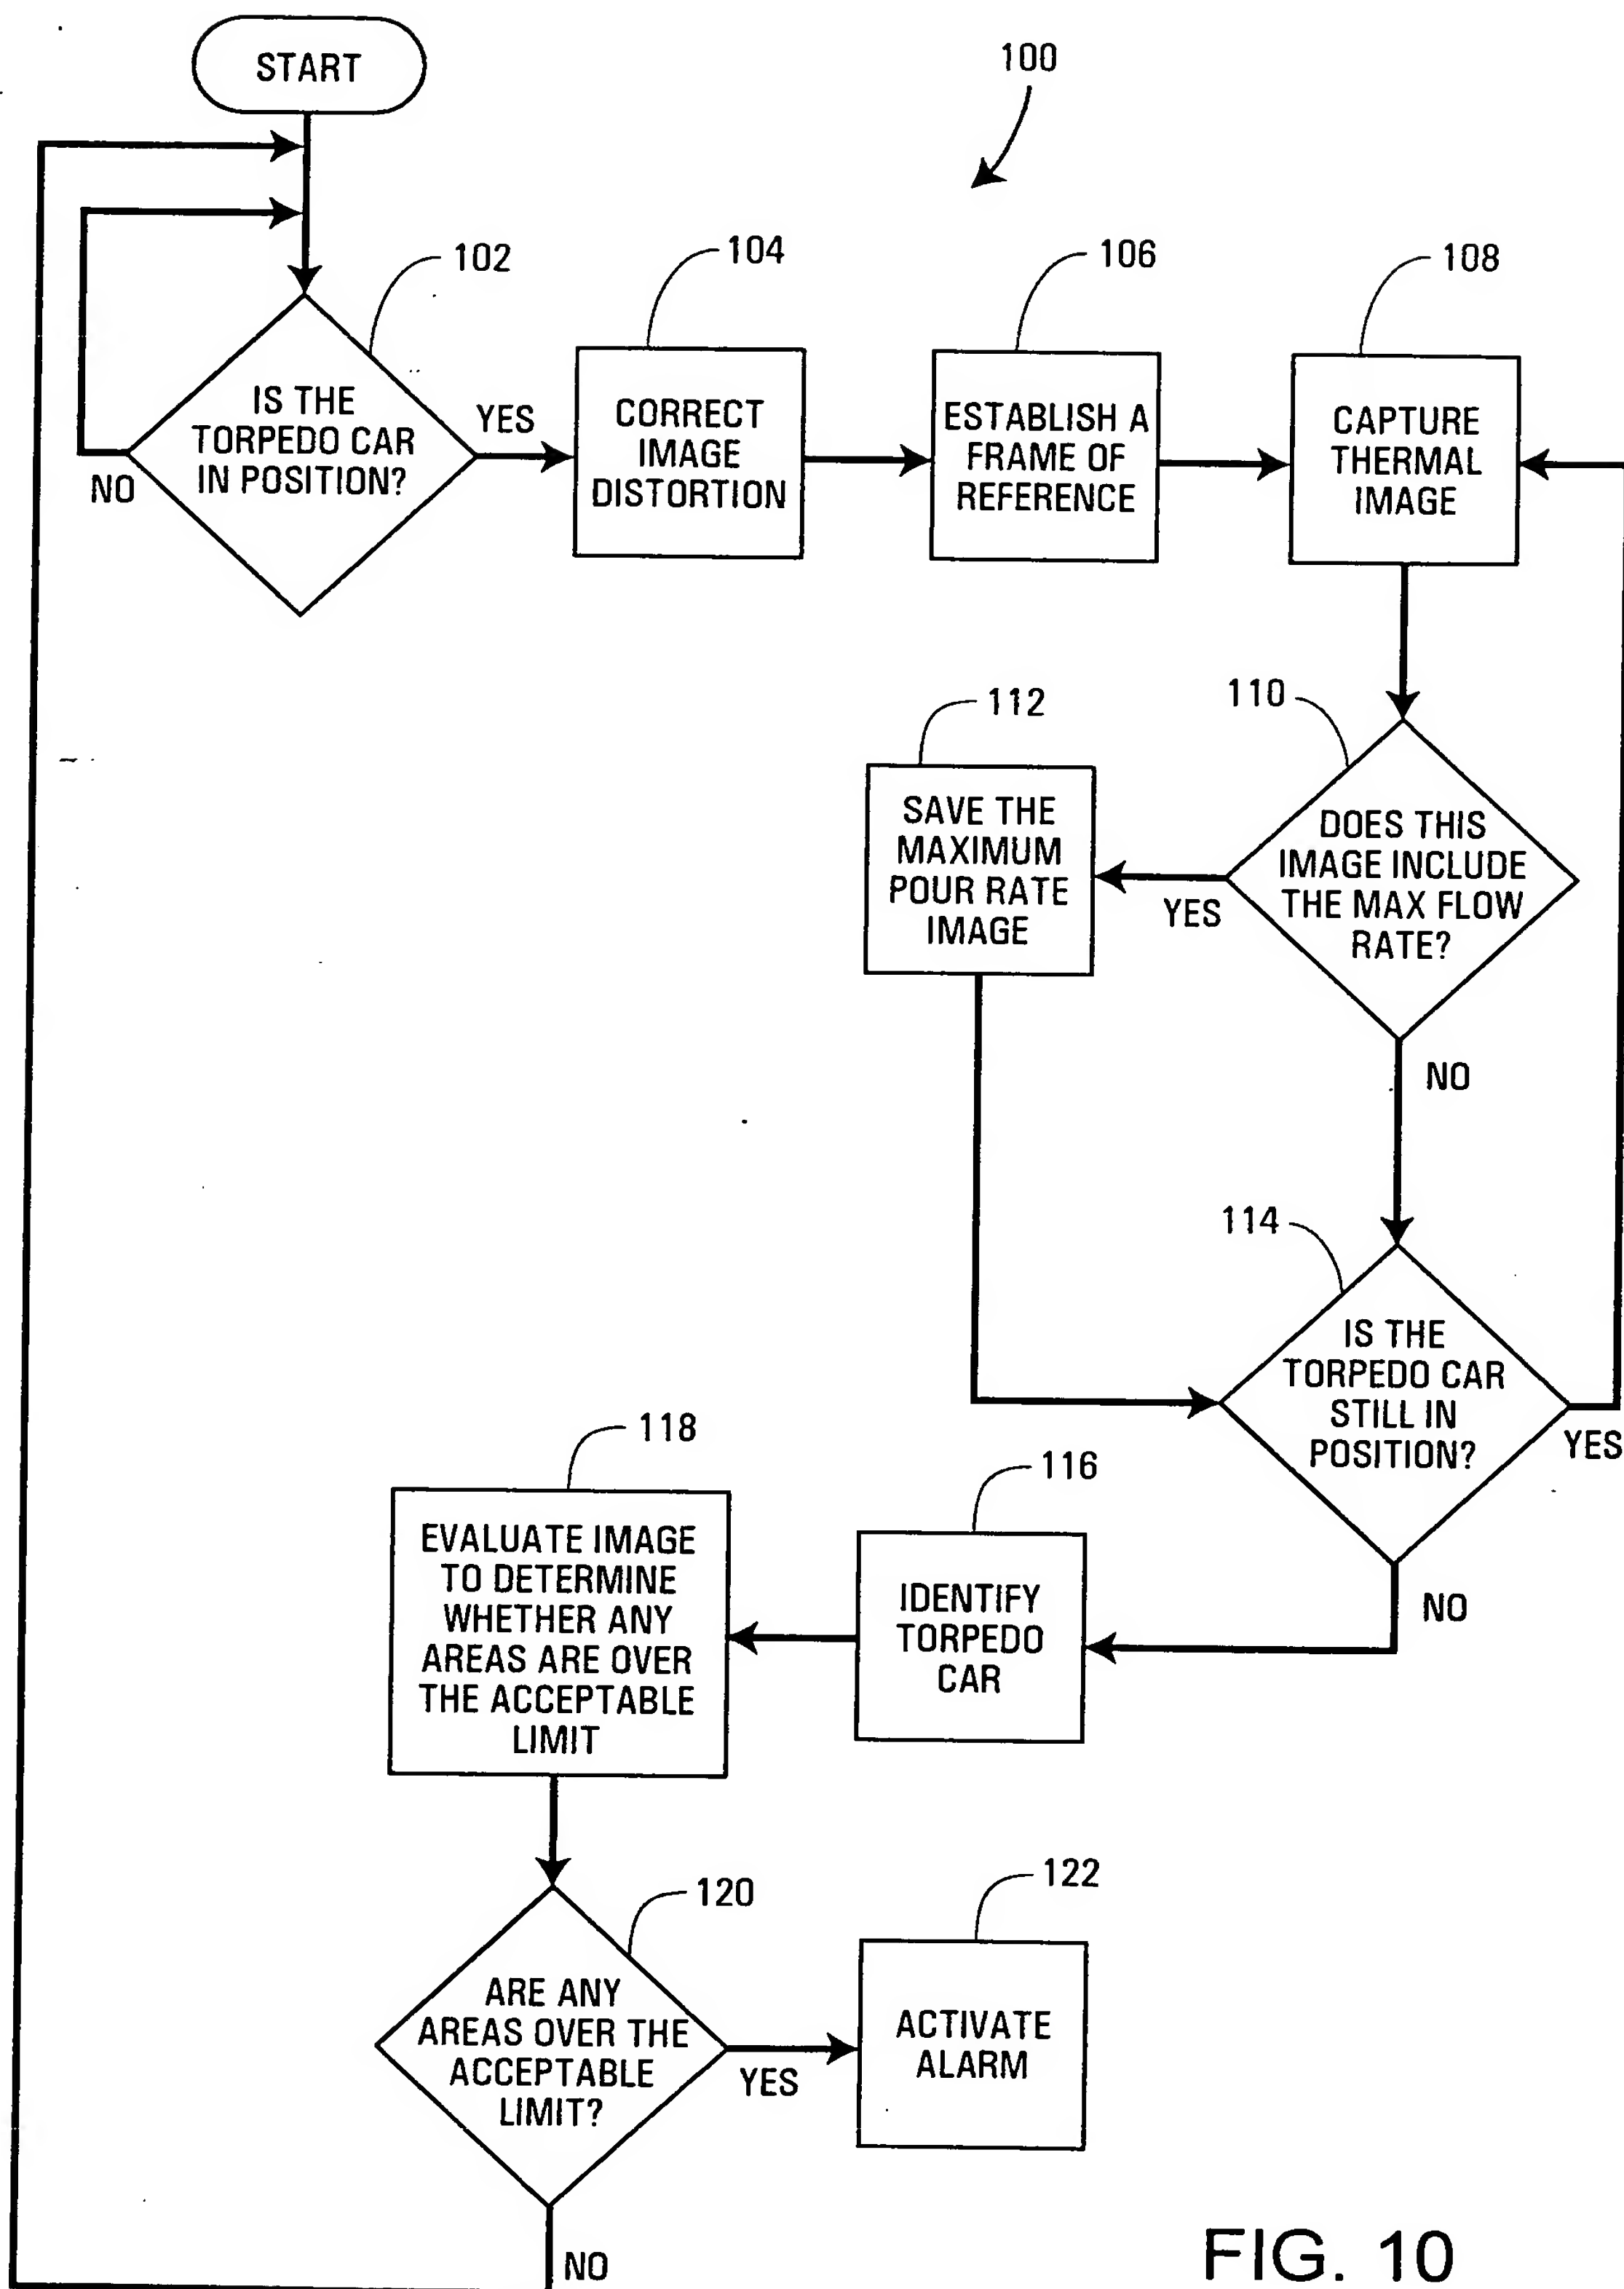 START
100
102
104
106
108
IS THE
TORPEDO CAR
IN POSITION?
YES
NO
CORRECT
IMAGE
DISTORTION
ESTABLISH A
FRAME OF
REFERENCE
CAPTURE
THERMAL
IMAGE
112
110
SAVE THE
MAXIMUM
POUR RATE
IMAGE
DOES THIS
IMAGE INCLUDE
THE MAX FLOW
RATE?
YES
NO
114
IS THE
TORPEDO CAR
STILL IN
POSITION?
YES
NO
118
116
EVALUATE IMAGE
TO DETERMINE
WHETHER ANY
AREAS ARE OVER
THE ACCEPTABLE
LIMIT
IDENTIFY
TORPEDO
CAR
120
122
ARE ANY
AREAS OVER THE
ACCEPTABLE
LIMIT?
YES
ACTIVATE
ALARM
NO
FIG. 10